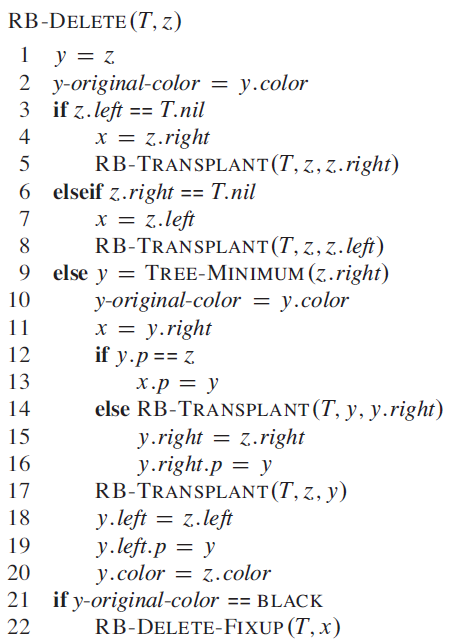 RB-DELETE(T, z)
1 y = z
2 y-original-color = y.color
3 if z.left == T.nil
4 x = z.right
5 RB-TRANSPLANT(T, z, z.right)
6 elseif z.right == T.nil
7 x = z.left
8 RB-TRANSPLANT(T, z, z.left)
9 else y = TREE-MINIMUM(z.right)
10 y-original-color = y.color
11 x = y.right
12 if y.p == z
13 x.p = y
14 else RB-TRANSPLANT(T, y, y.right)
15 y.right = z.right
16 y.right.p = y
17 RB-TRANSPLANT(T, z, y)
18 y.left = z.left
19 y.left.p = y
20 y.color = z.color
21 if y-original-color == BLACK
22 RB-DELETE-FIXUP(T, x)